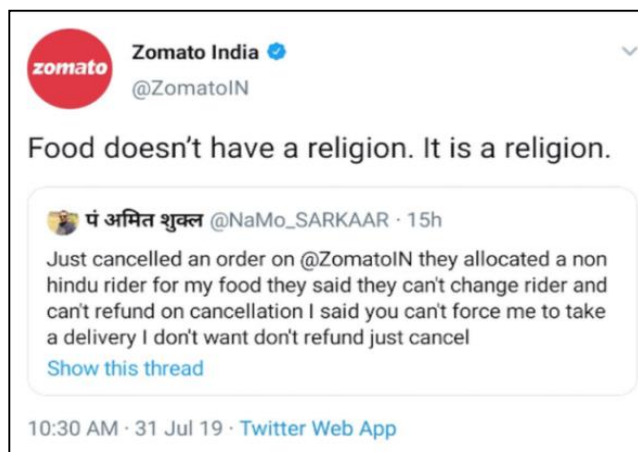 zomato
Zomato India
@ZomatoIN
Food doesn't have a religion. It is a religion.
पं अमित शुक्ल @NaMo_SARKAAR · 15h
Just cancelled an order on @ZomatoIN they allocated a non
hindu rider for my food they said they can't change rider and
can't refund on cancellation I said you can't force me to take
a delivery I don't want don't refund just cancel
Show this thread
10:30 AM · 31 Jul 19 · Twitter Web App